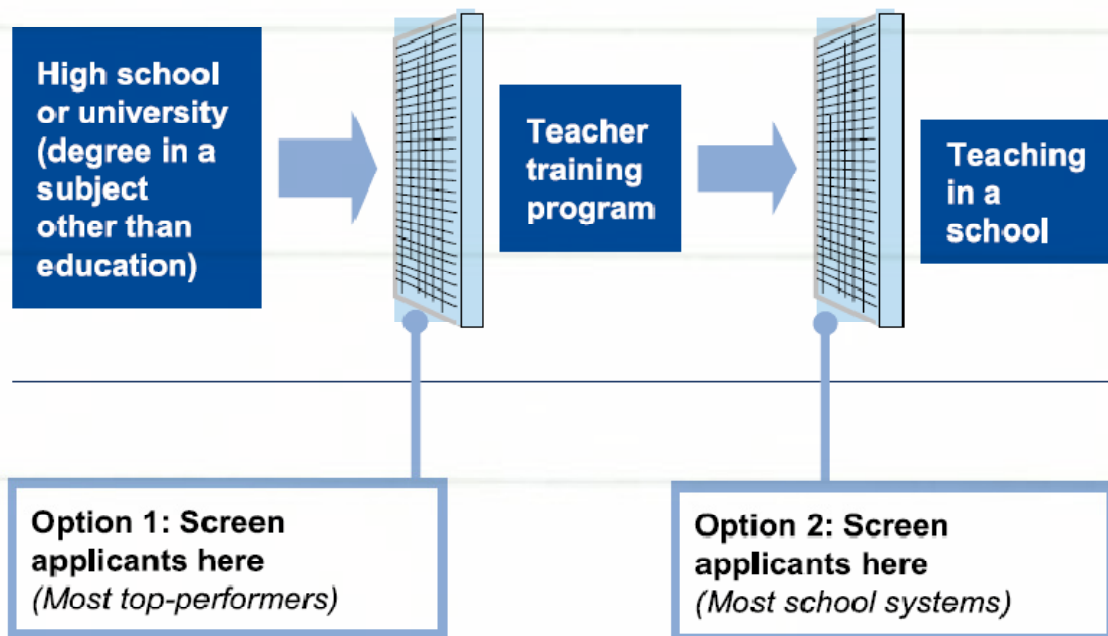 High school
or university
(degree in a
subject
other than
education)
Teacher
training
program
Teaching
in a
school
Option 1: Screen
applicants here
(Most top-performers)
Option 2: Screen
applicants here
(Most school systems)